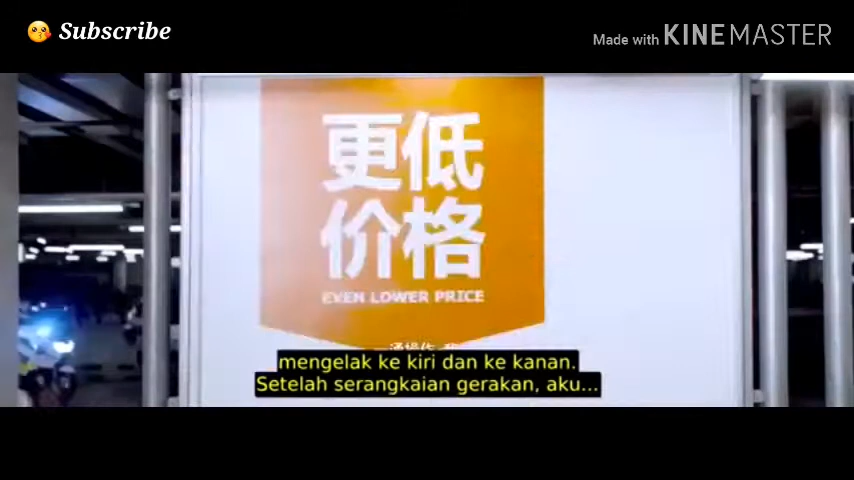 Subscribe
Made with KINEMASTER
更低
价格
EVEN LOWER PRICE
mengelak ke kiri dan ke kanan.
Setelah serangkaian gerakan, aku...